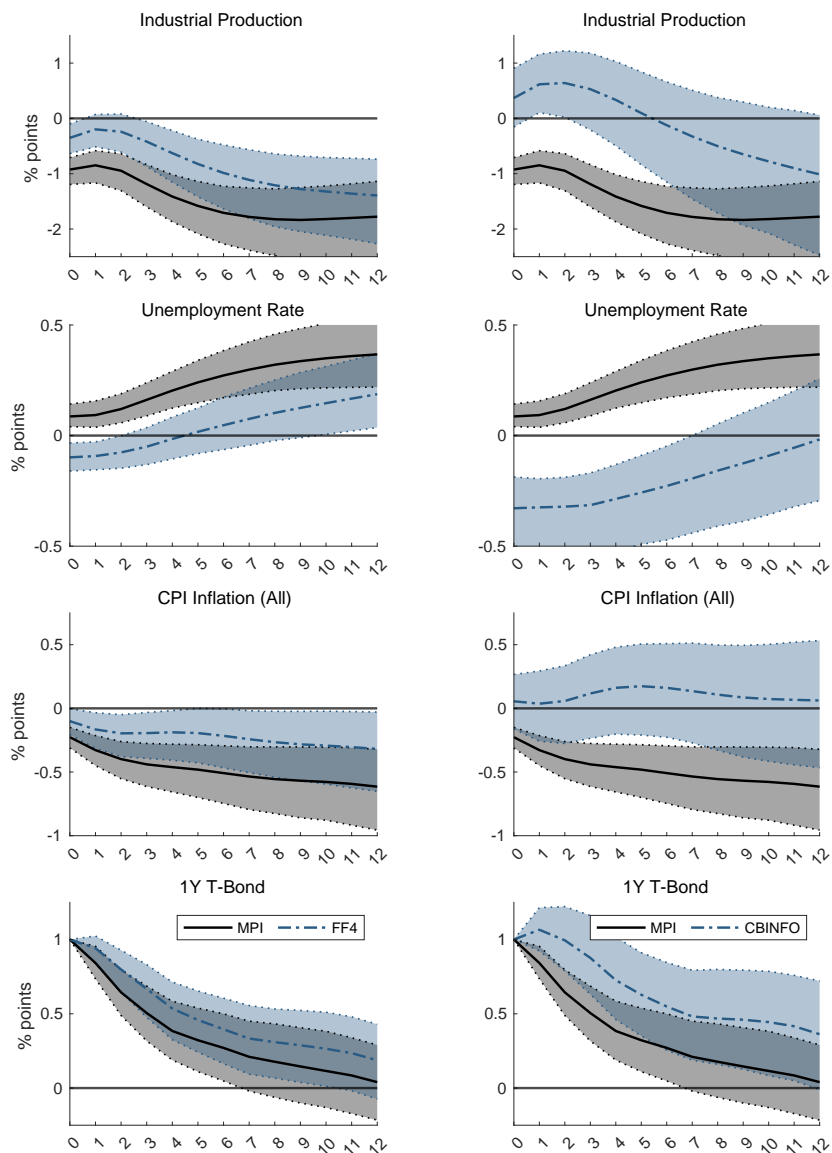 Industrial Production
1
0
-1
-2
% points
0 1 2 3 4 5 6 7 8 9 10 11 12
Industrial Production
1
0
-1
-2
0 1 2 3 4 5 6 7 8 9 10 11 12
Unemployment Rate
0.5
0
-0.5
% points
0 1 2 3 4 5 6 7 8 9 10 11 12
Unemployment Rate
0.5
0
-0.5
0 1 2 3 4 5 6 7 8 9 10 11 12
CPI Inflation (All)
0.5
0
-0.5
-1
% points
0 1 2 3 4 5 6 7 8 9 10 11 12
CPI Inflation (All)
0.5
0
-0.5
-1
0 1 2 3 4 5 6 7 8 9 10 11 12
1Y T-Bond
MPI FF4
1
0.5
0
% points
0 1 2 3 4 5 6 7 8 9 10 11 12
1Y T-Bond
MPI CBINFO
1
0.5
0
0 1 2 3 4 5 6 7 8 9 10 11 12